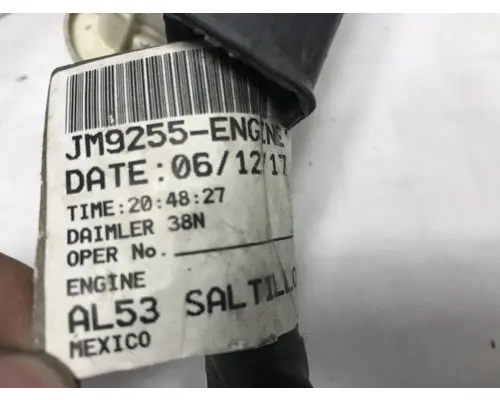 JM9255-ENGINE
DATE:06/12/17
TIME:20:48:27
DAIMLER 38N
OPER No.
ENGINE
AL53 SALTILLO
MEXICO